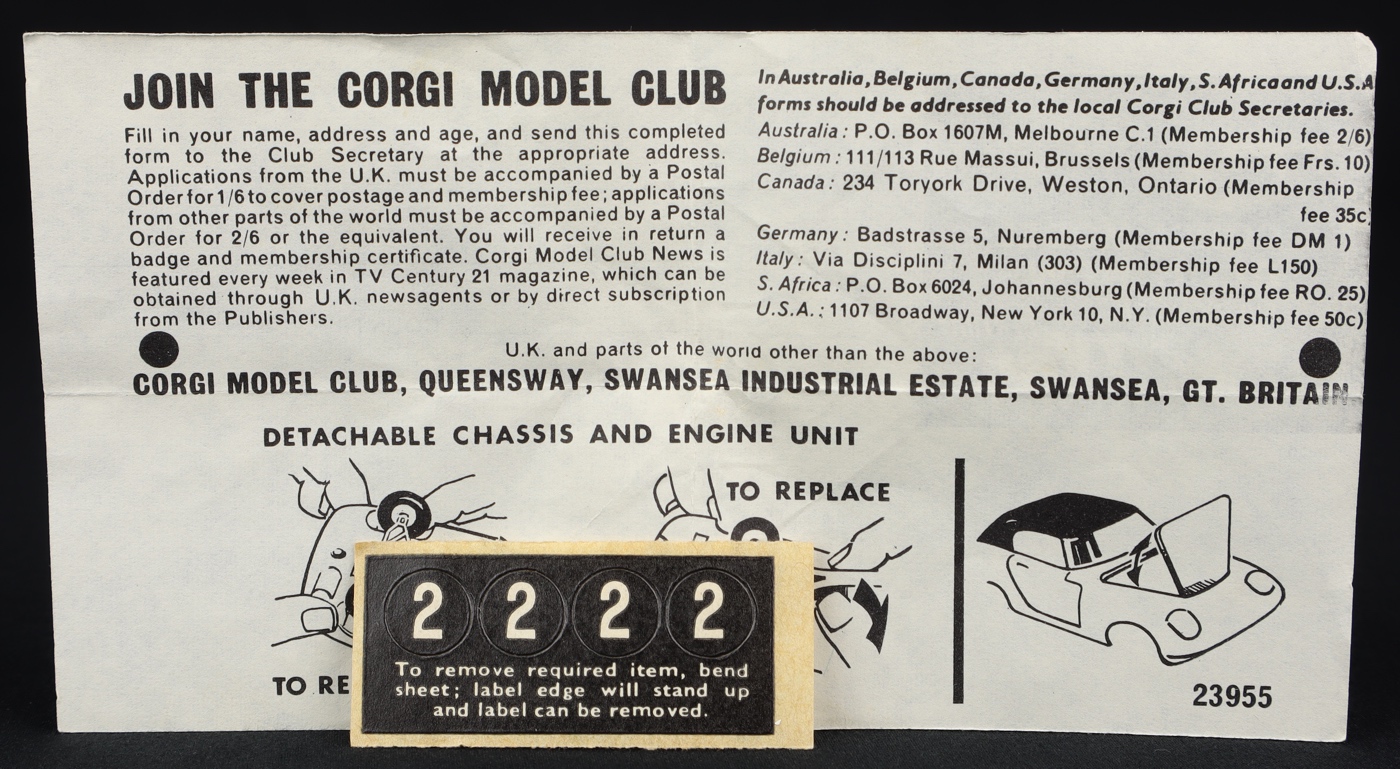 JOIN THE CORGI MODEL CLUB
Fill in your name, address and age, and send this completed
form to the Club Secretary at the appropriate address.
Applications from the U.K. must be accompanied by a Postal
Order for 1/6 to cover postage and membership fee; applications
from other parts of the world must be accompanied by a Postal
Order for 2/6 or the equivalent. You will receive in return a
badge and membership certificate. Corgi Model Club News is
featured every week in TV Century 21 magazine, which can be
obtained through U.K. newsagents or by direct subscription
from the Publishers.
In Australia, Belgium, Canada, Germany, Italy, S. Africa and U.S.A
forms should be addressed to the local Corgi Club Secretaries.
Australia: P.O. Box 1607M, Melbourne C.1 (Membership fee 2/6)
Belgium: 111/113 Rue Massui, Brussels (Membership fee Frs. 10)
Canada: 234 Toryork Drive, Weston, Ontario (Membership
fee 35c)
Germany: Badstrasse 5, Nuremberg (Membership fee DM 1)
Italy: Via Disciplini 7, Milan (303) (Membership fee L150)
S. Africa: P.O. Box 6024, Johannesburg (Membership fee RO. 25)
U.S.A.: 1107 Broadway, New York 10, N.Y. (Membership fee 50c)
U.K. and parts of the world other than the above:
CORGI MODEL CLUB, QUEENSWAY, SWANSEA INDUSTRIAL ESTATE, SWANSEA, GT. BRITAIN
DETACHABLE CHASSIS AND ENGINE UNIT
TO REPLACE
TO RE
2 2 2 2
To remove required item, bend
sheet; label edge will stand up
and label can be removed.
23955